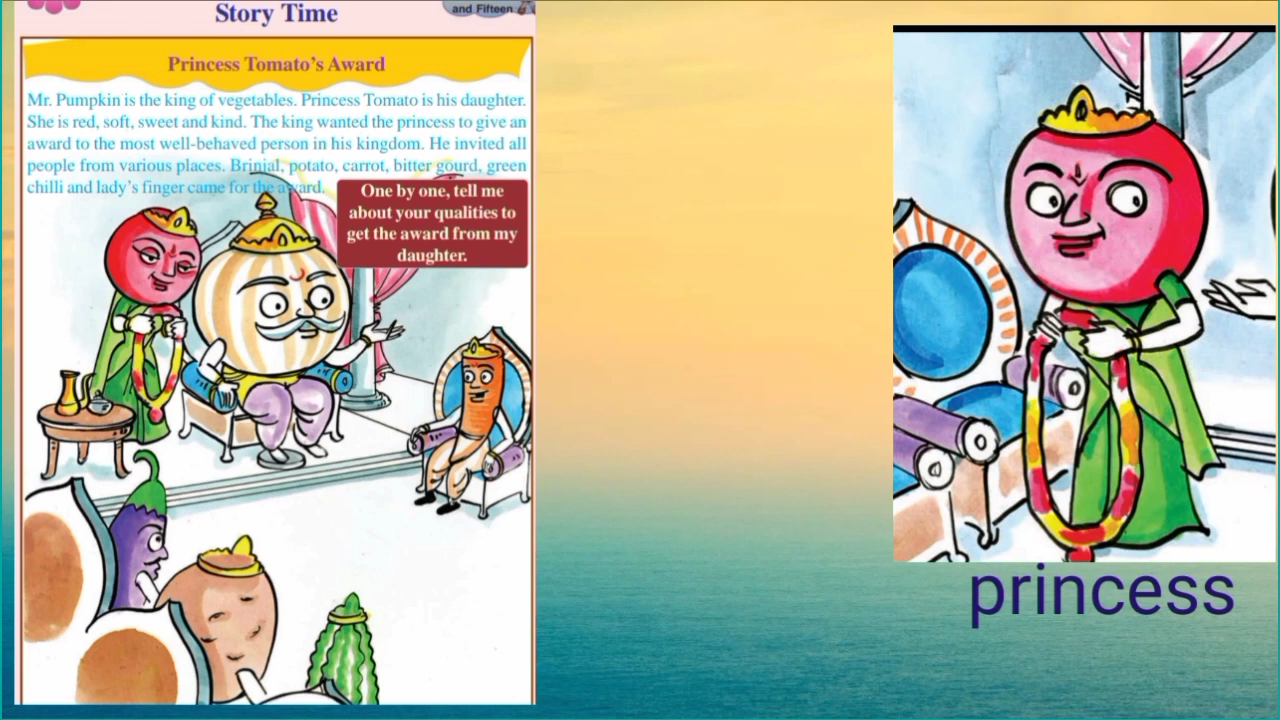 Story Time
and Fifteen
Princess Tomato's Award
Mr. Pumpkin is the king of vegetables. Princess Tomato is his daughter.
She is red, soft, sweet and kind. The king wanted the princess to give an
award to the most well-behaved person in his kingdom. He invited all
people from various places. Brinjal, potato, carrot, bitter gourd, green
chilli and lady's finger came for the award.
One by one, tell me
about your qualities to
get the award from my
daughter.
princess